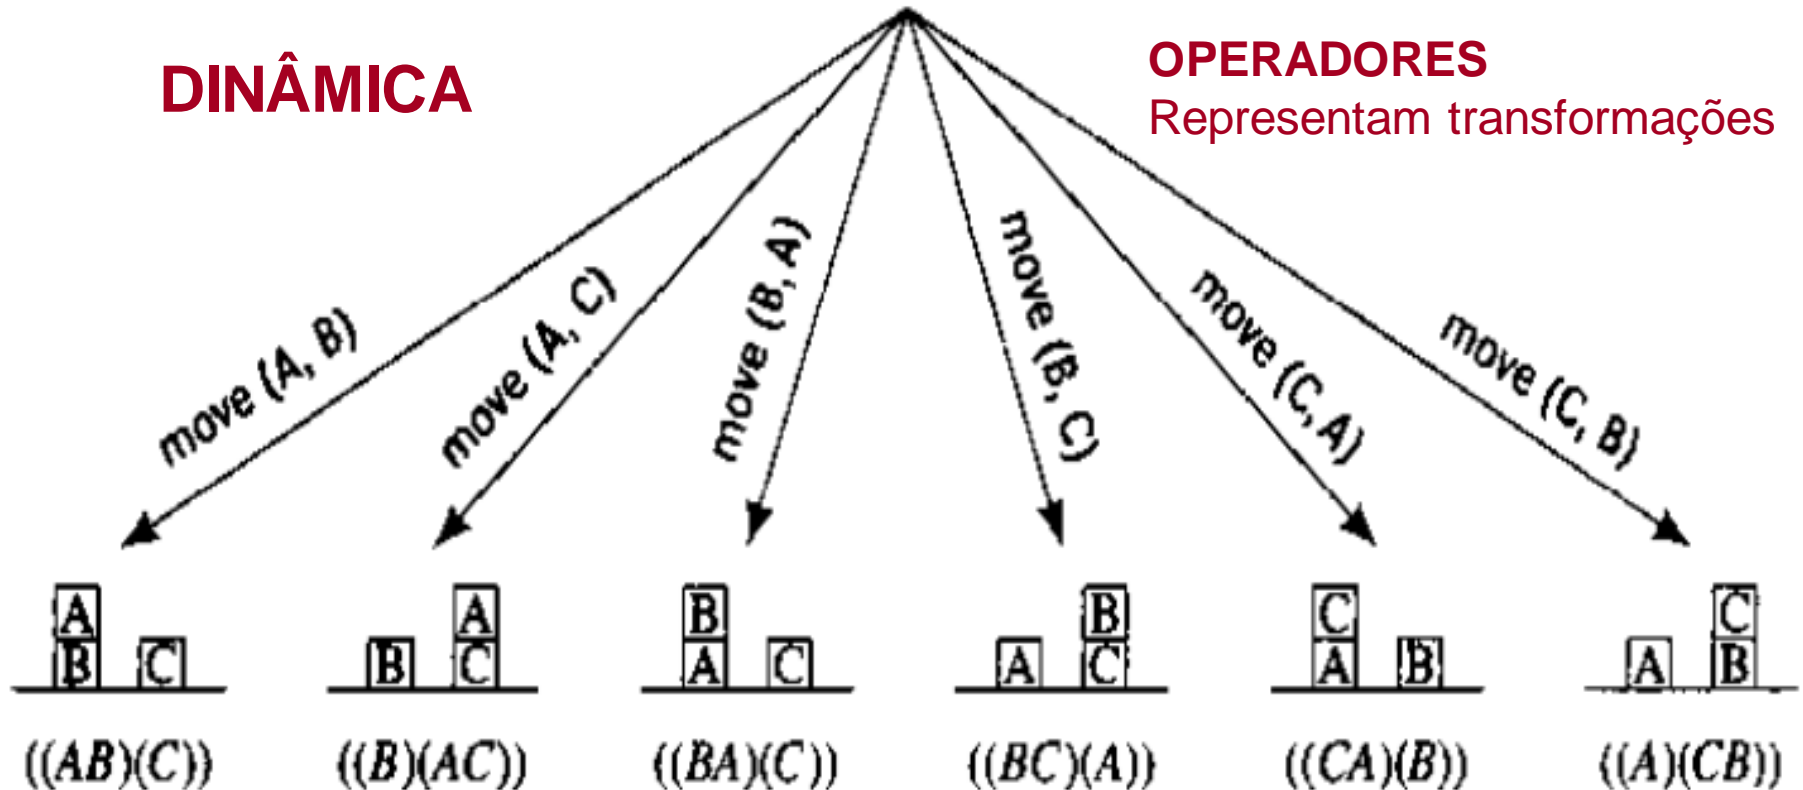 DINÂMICA
OPERADORES
Representam transformações
move (A, B)
move (A, C)
move (B, A)
move (B, C)
move (C, A)
move (C, B)
A
B C
A
B C
B
A C
B
A C
C
A B
C
A B
((AB)(C))
((B)(AC))
((BA)(C))
((BC)(A))
((CA)(B))
((A)(CB))